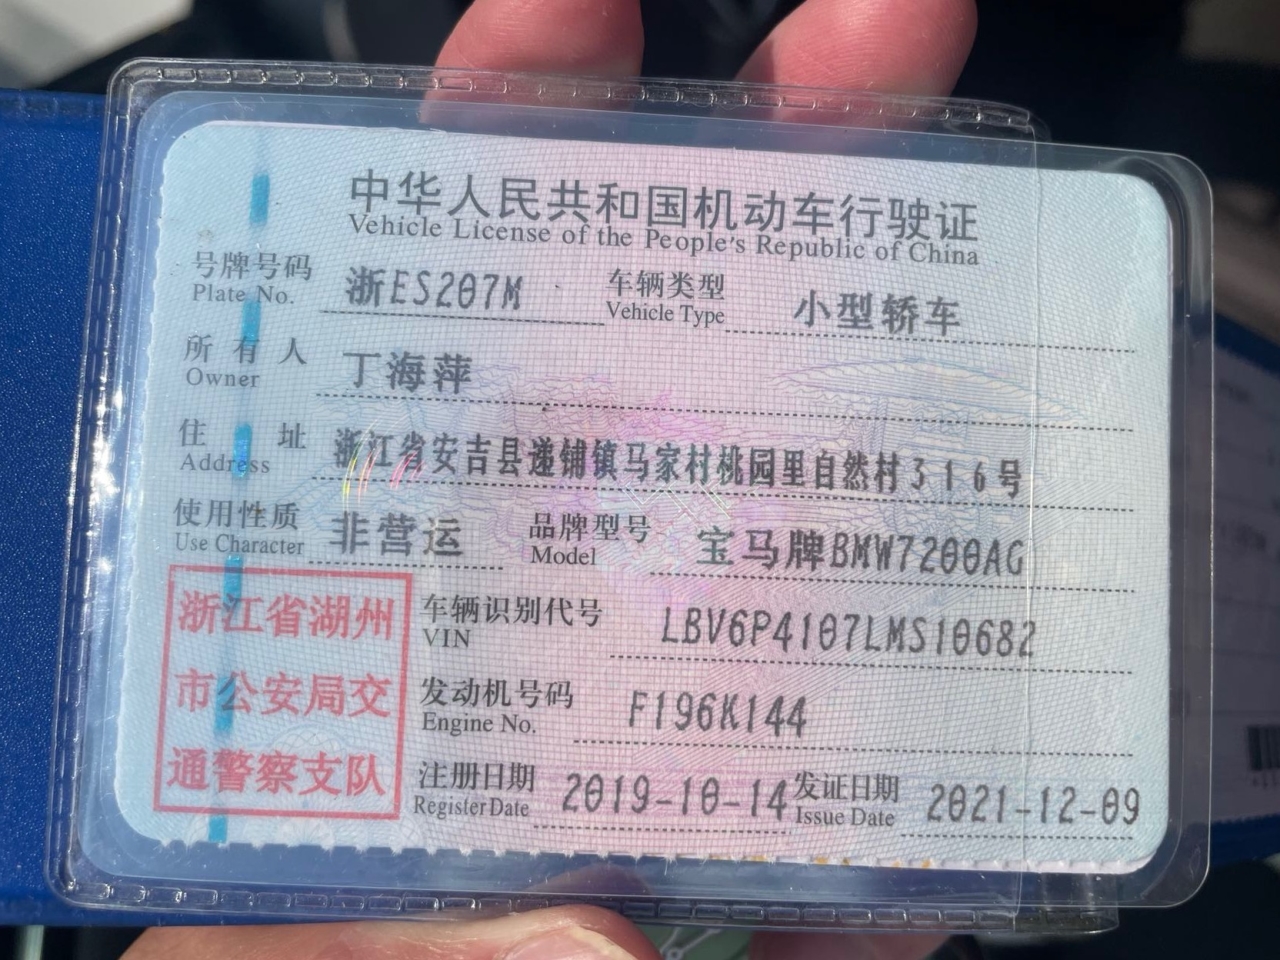 中华人民共和国机动车行驶证
Vehicle License of the People's Republic of China
号牌号码 浙ES207M 车辆类型 小型轿车
Plate No. Vehicle Type
所有人 丁海萍
Owner
住址 浙江省安吉县递铺镇马家村桃园里自然村316号
Address
使用性质 非营运 品牌型号 宝马牌BMW7200AG
Use Character Model
浙江省湖州
市公安局交
通警察支队
车辆识别代号 LBV6P4107LMS10682
VIN
发动机号码 F196K144
Engine No.
注册日期 2019-10-14 发证日期 2021-12-09
Register Date Issue Date